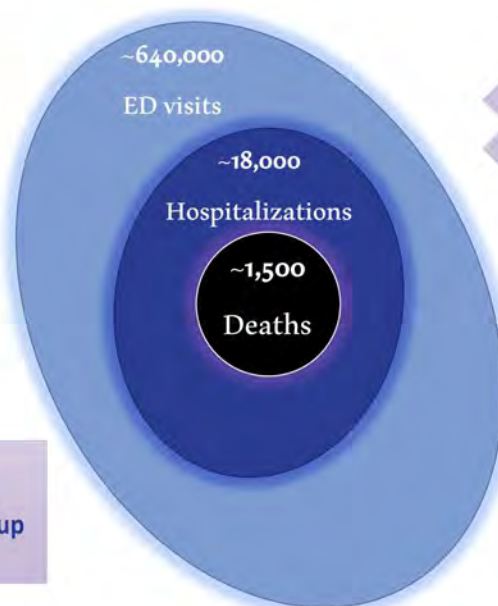 ~640,000
ED visits
~18,000
Hospitalizations
~1,500
Deaths
up